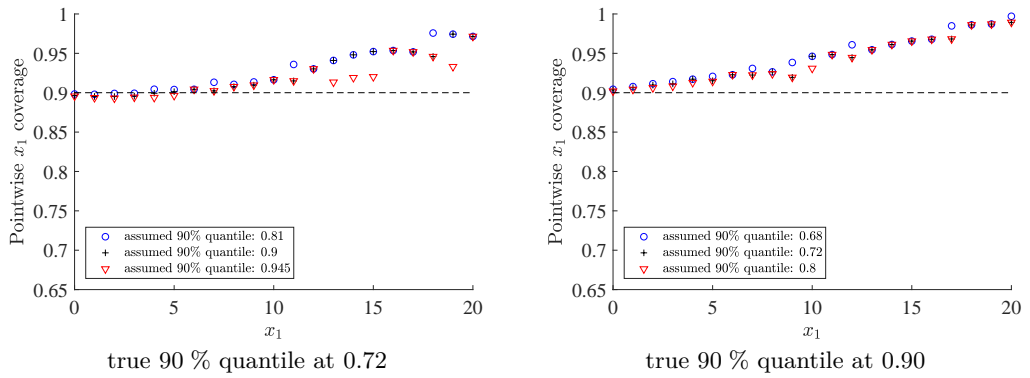 1
0.95
0.9
0.85
0.8
0.75
0.7
0.65
Pointwise x₁ coverage
assumed 90% quantile: 0.81
assumed 90% quantile: 0.9
assumed 90% quantile: 0.945
0 5 10 15 20
x₁
true 90 % quantile at 0.72
1
0.95
0.9
0.85
0.8
0.75
0.7
0.65
Pointwise x₁ coverage
assumed 90% quantile: 0.68
assumed 90% quantile: 0.72
assumed 90% quantile: 0.8
0 5 10 15 20
x₁
true 90 % quantile at 0.90